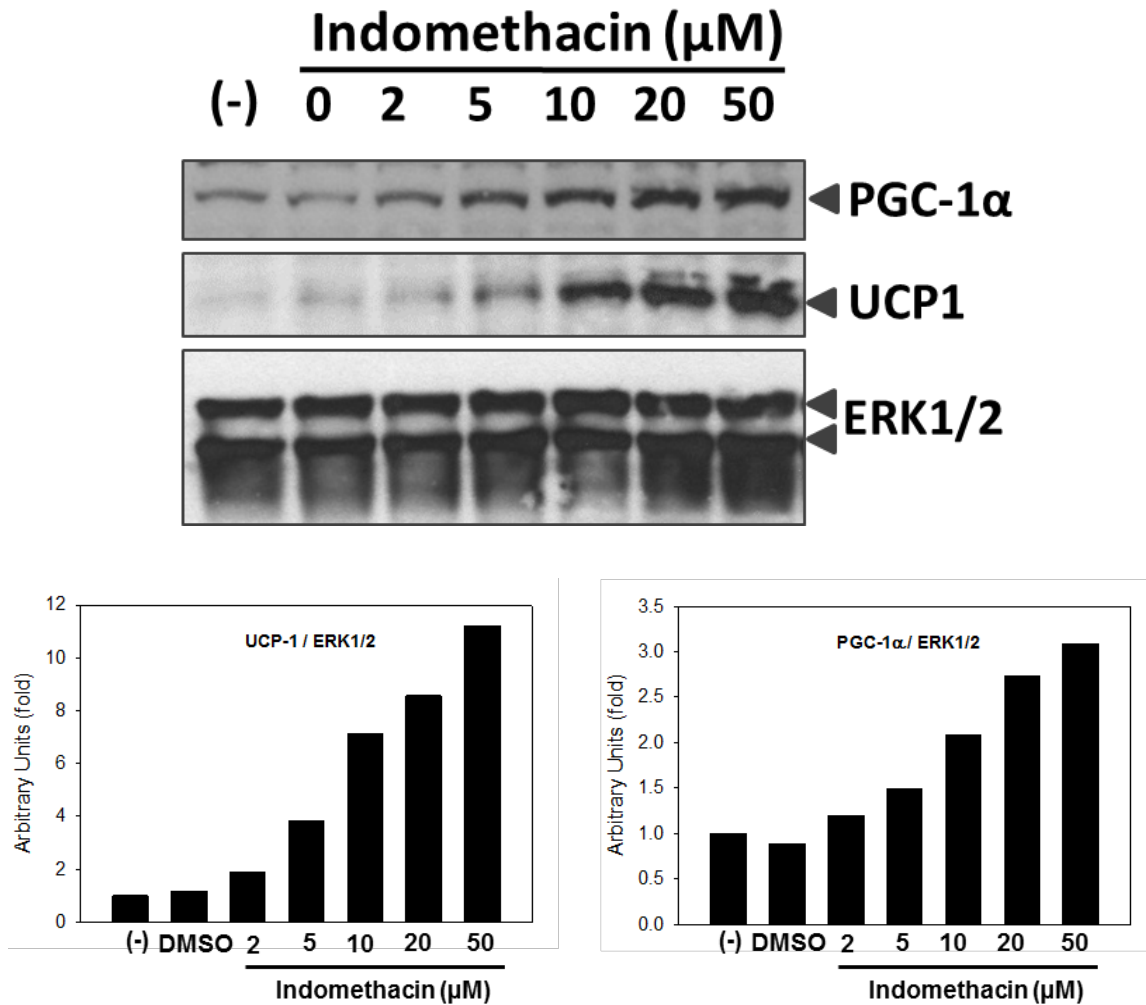 Indomethacin (µM)
(-) 0 2 5 10 20 50
PGC-1α
UCP1
ERK1/2
12
10
8
6
4
2
0
Arbitrary Units (fold)
UCP-1 / ERK1/2
(-) DMSO 2 5 10 20 50
Indomethacin (µM)
3.5
3.0
2.5
2.0
1.5
1.0
0.5
0.0
Arbitrary Units (fold)
PGC-1α/ ERK1/2
(-) DMSO 2 5 10 20 50
Indomethacin (µM)